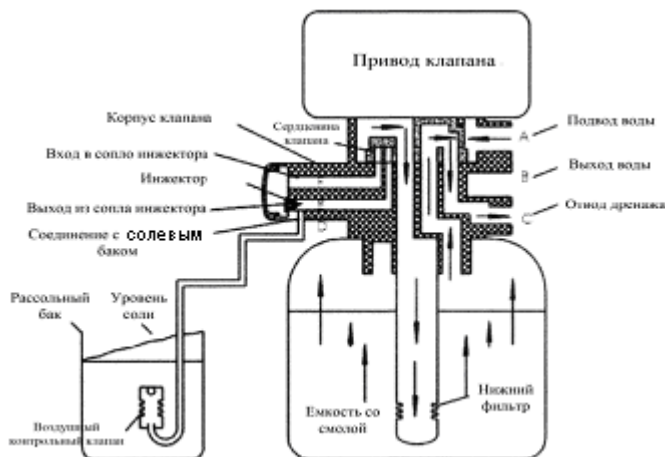 Привод клапана
Корпус клапана
Сердцевина
клапана
Подвод воды
A
Вход в сопло инжектора
Выход воды
B
Инжектор
Выход из сопла инжектора
Отвод дренажа
C
Соединение с солевым
баком
D
Рассольный
бак
Уровень
соли
Воздушный
контрольный клапан
Емкость со
смолой
Нижний
фильтр